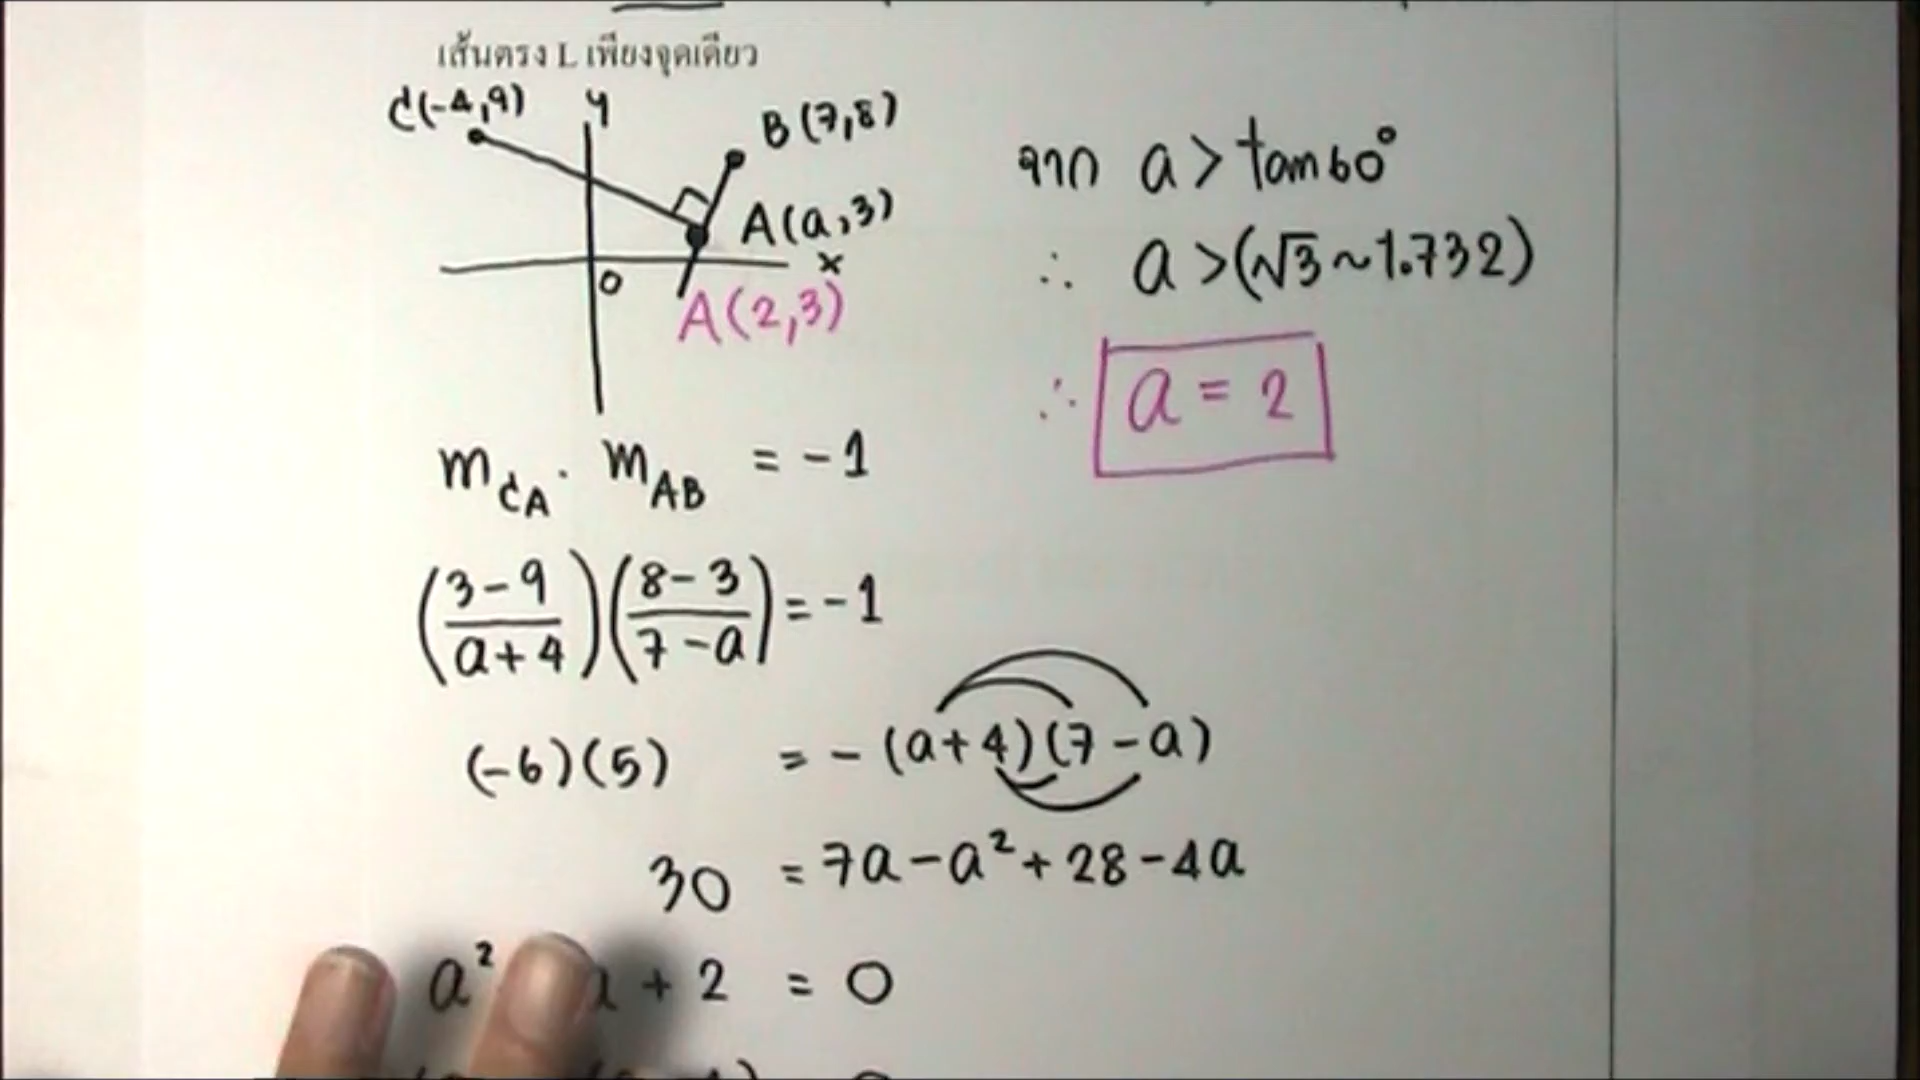 เส้นตรง L เพียงจุดเดียว
C(-4,9)
y
B(7,8)
A(a,3)
x
0
A(2,3)
จาก a > tan60°
∴ a > (√3 ~ 1.732)
∴ a = 2
m_CA · m_AB = -1
((3-9)/(a+4))((8-3)/(7-a)) = -1
(-6)(5) = -(a+4)(7-a)
30 = 7a-a²+28-4a
a² a + 2 = 0